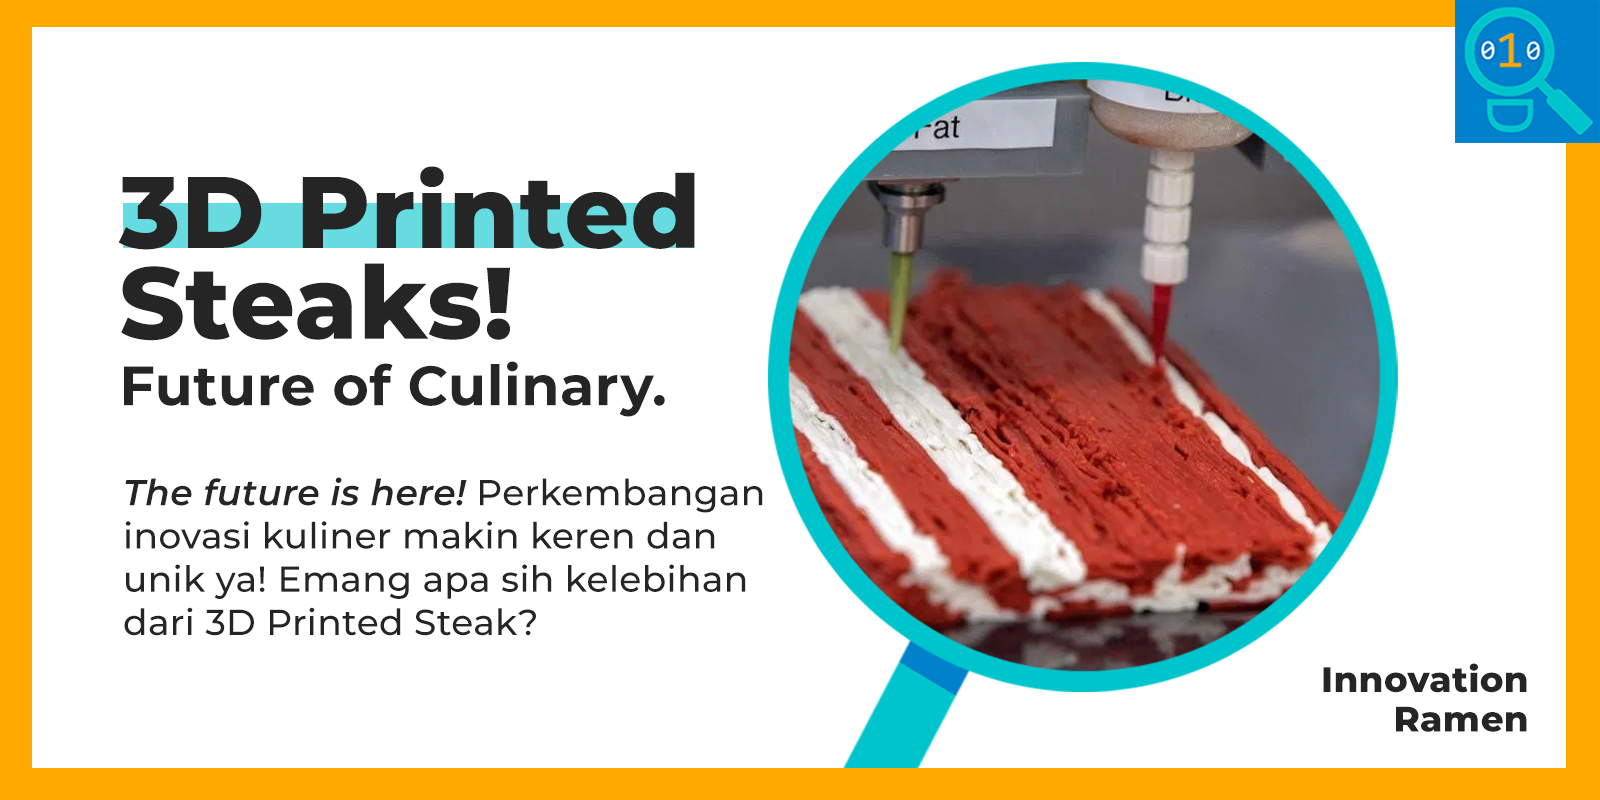 3D Printed
Steaks!
Future of Culinary.
The future is here! Perkembangan
inovasi kuliner makin keren dan
unik ya! Emang apa sih kelebihan
dari 3D Printed Steak?
Fat
010
Innovation
Ramen